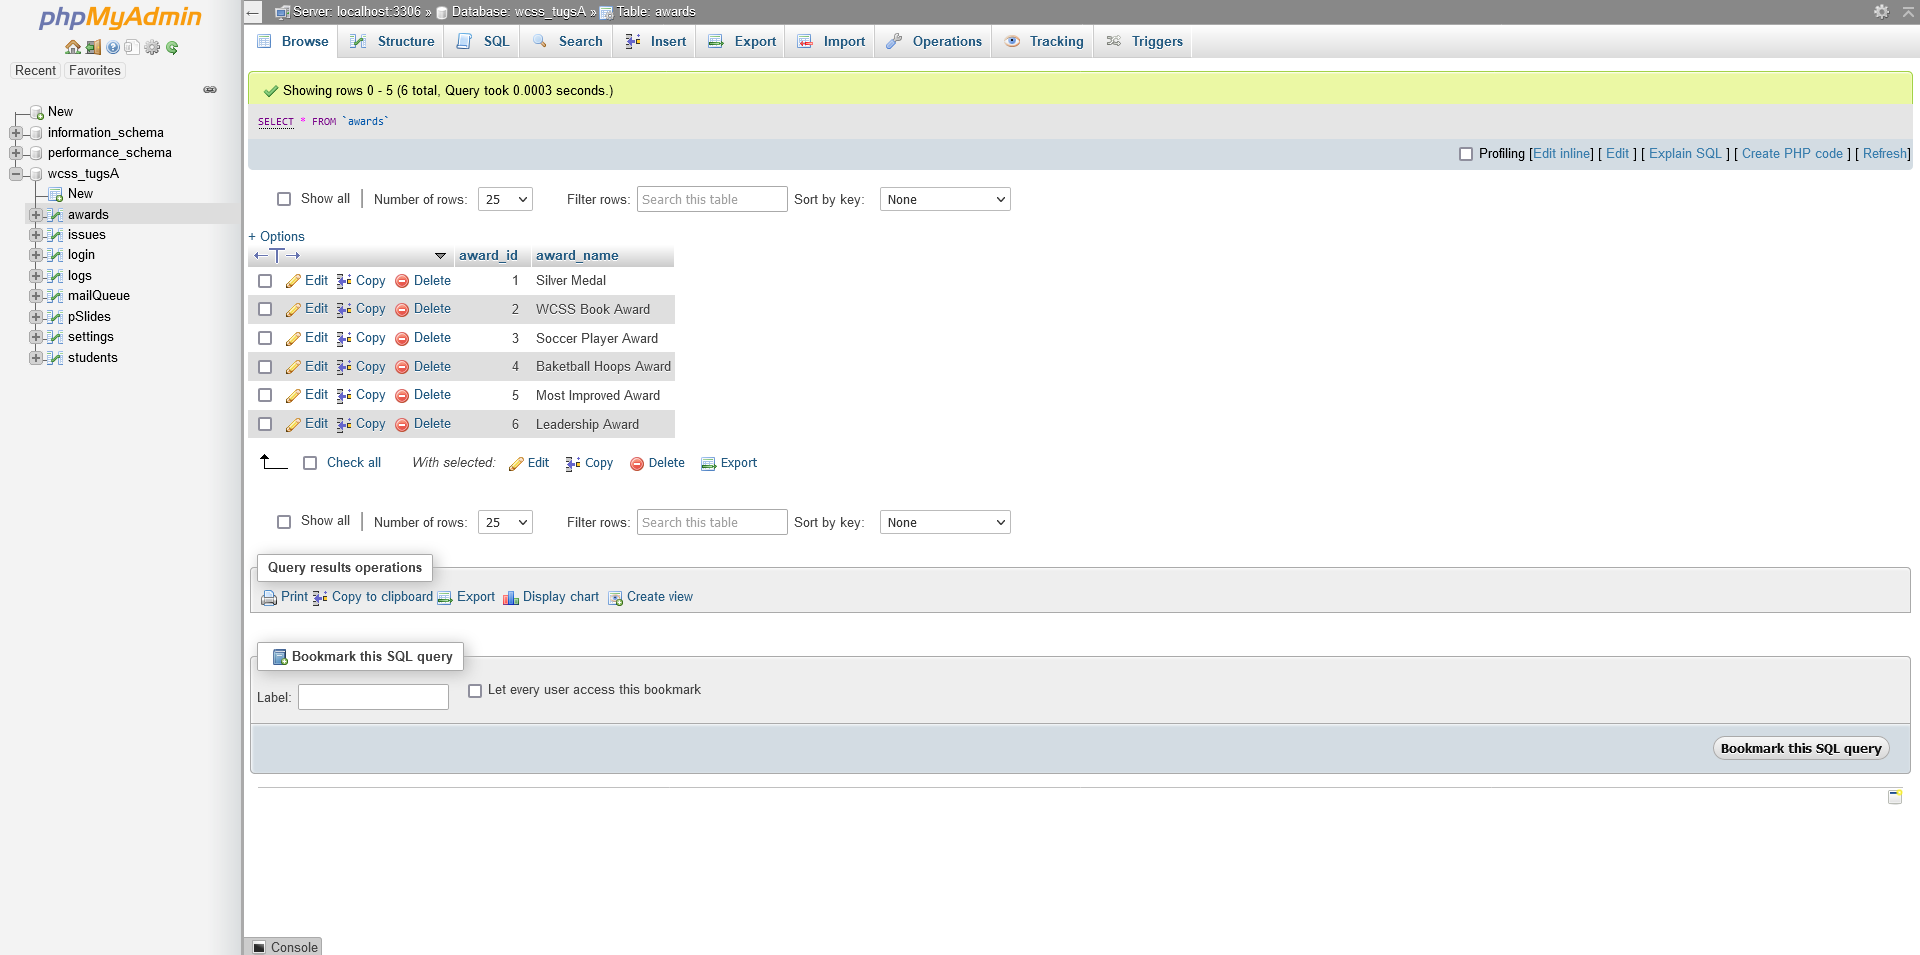 phpMyAdmin
Recent Favorites
New
information_schema
performance_schema
wcss_tugsA
New
awards
issues
login
logs
mailQueue
pSlides
settings
students
Server: localhost:3306 » Database: wcss_tugsA » Table: awards
Browse Structure SQL Search Insert Export Import Operations Tracking Triggers
Showing rows 0 - 5 (6 total, Query took 0.0003 seconds.)
SELECT * FROM `awards`
Profiling [Edit inline] [ Edit ] [ Explain SQL ] [ Create PHP code ] [ Refresh]
Show all | Number of rows: 25 Filter rows: Search this table Sort by key: None
+ Options
←T→ award_id award_name
Edit Copy Delete 1 Silver Medal
Edit Copy Delete 2 WCSS Book Award
Edit Copy Delete 3 Soccer Player Award
Edit Copy Delete 4 Baketball Hoops Award
Edit Copy Delete 5 Most Improved Award
Edit Copy Delete 6 Leadership Award
Check all With selected: Edit Copy Delete Export
Show all | Number of rows: 25 Filter rows: Search this table Sort by key: None
Query results operations
Print Copy to clipboard Export Display chart Create view
Bookmark this SQL query
Label: Let every user access this bookmark
Bookmark this SQL query
Console